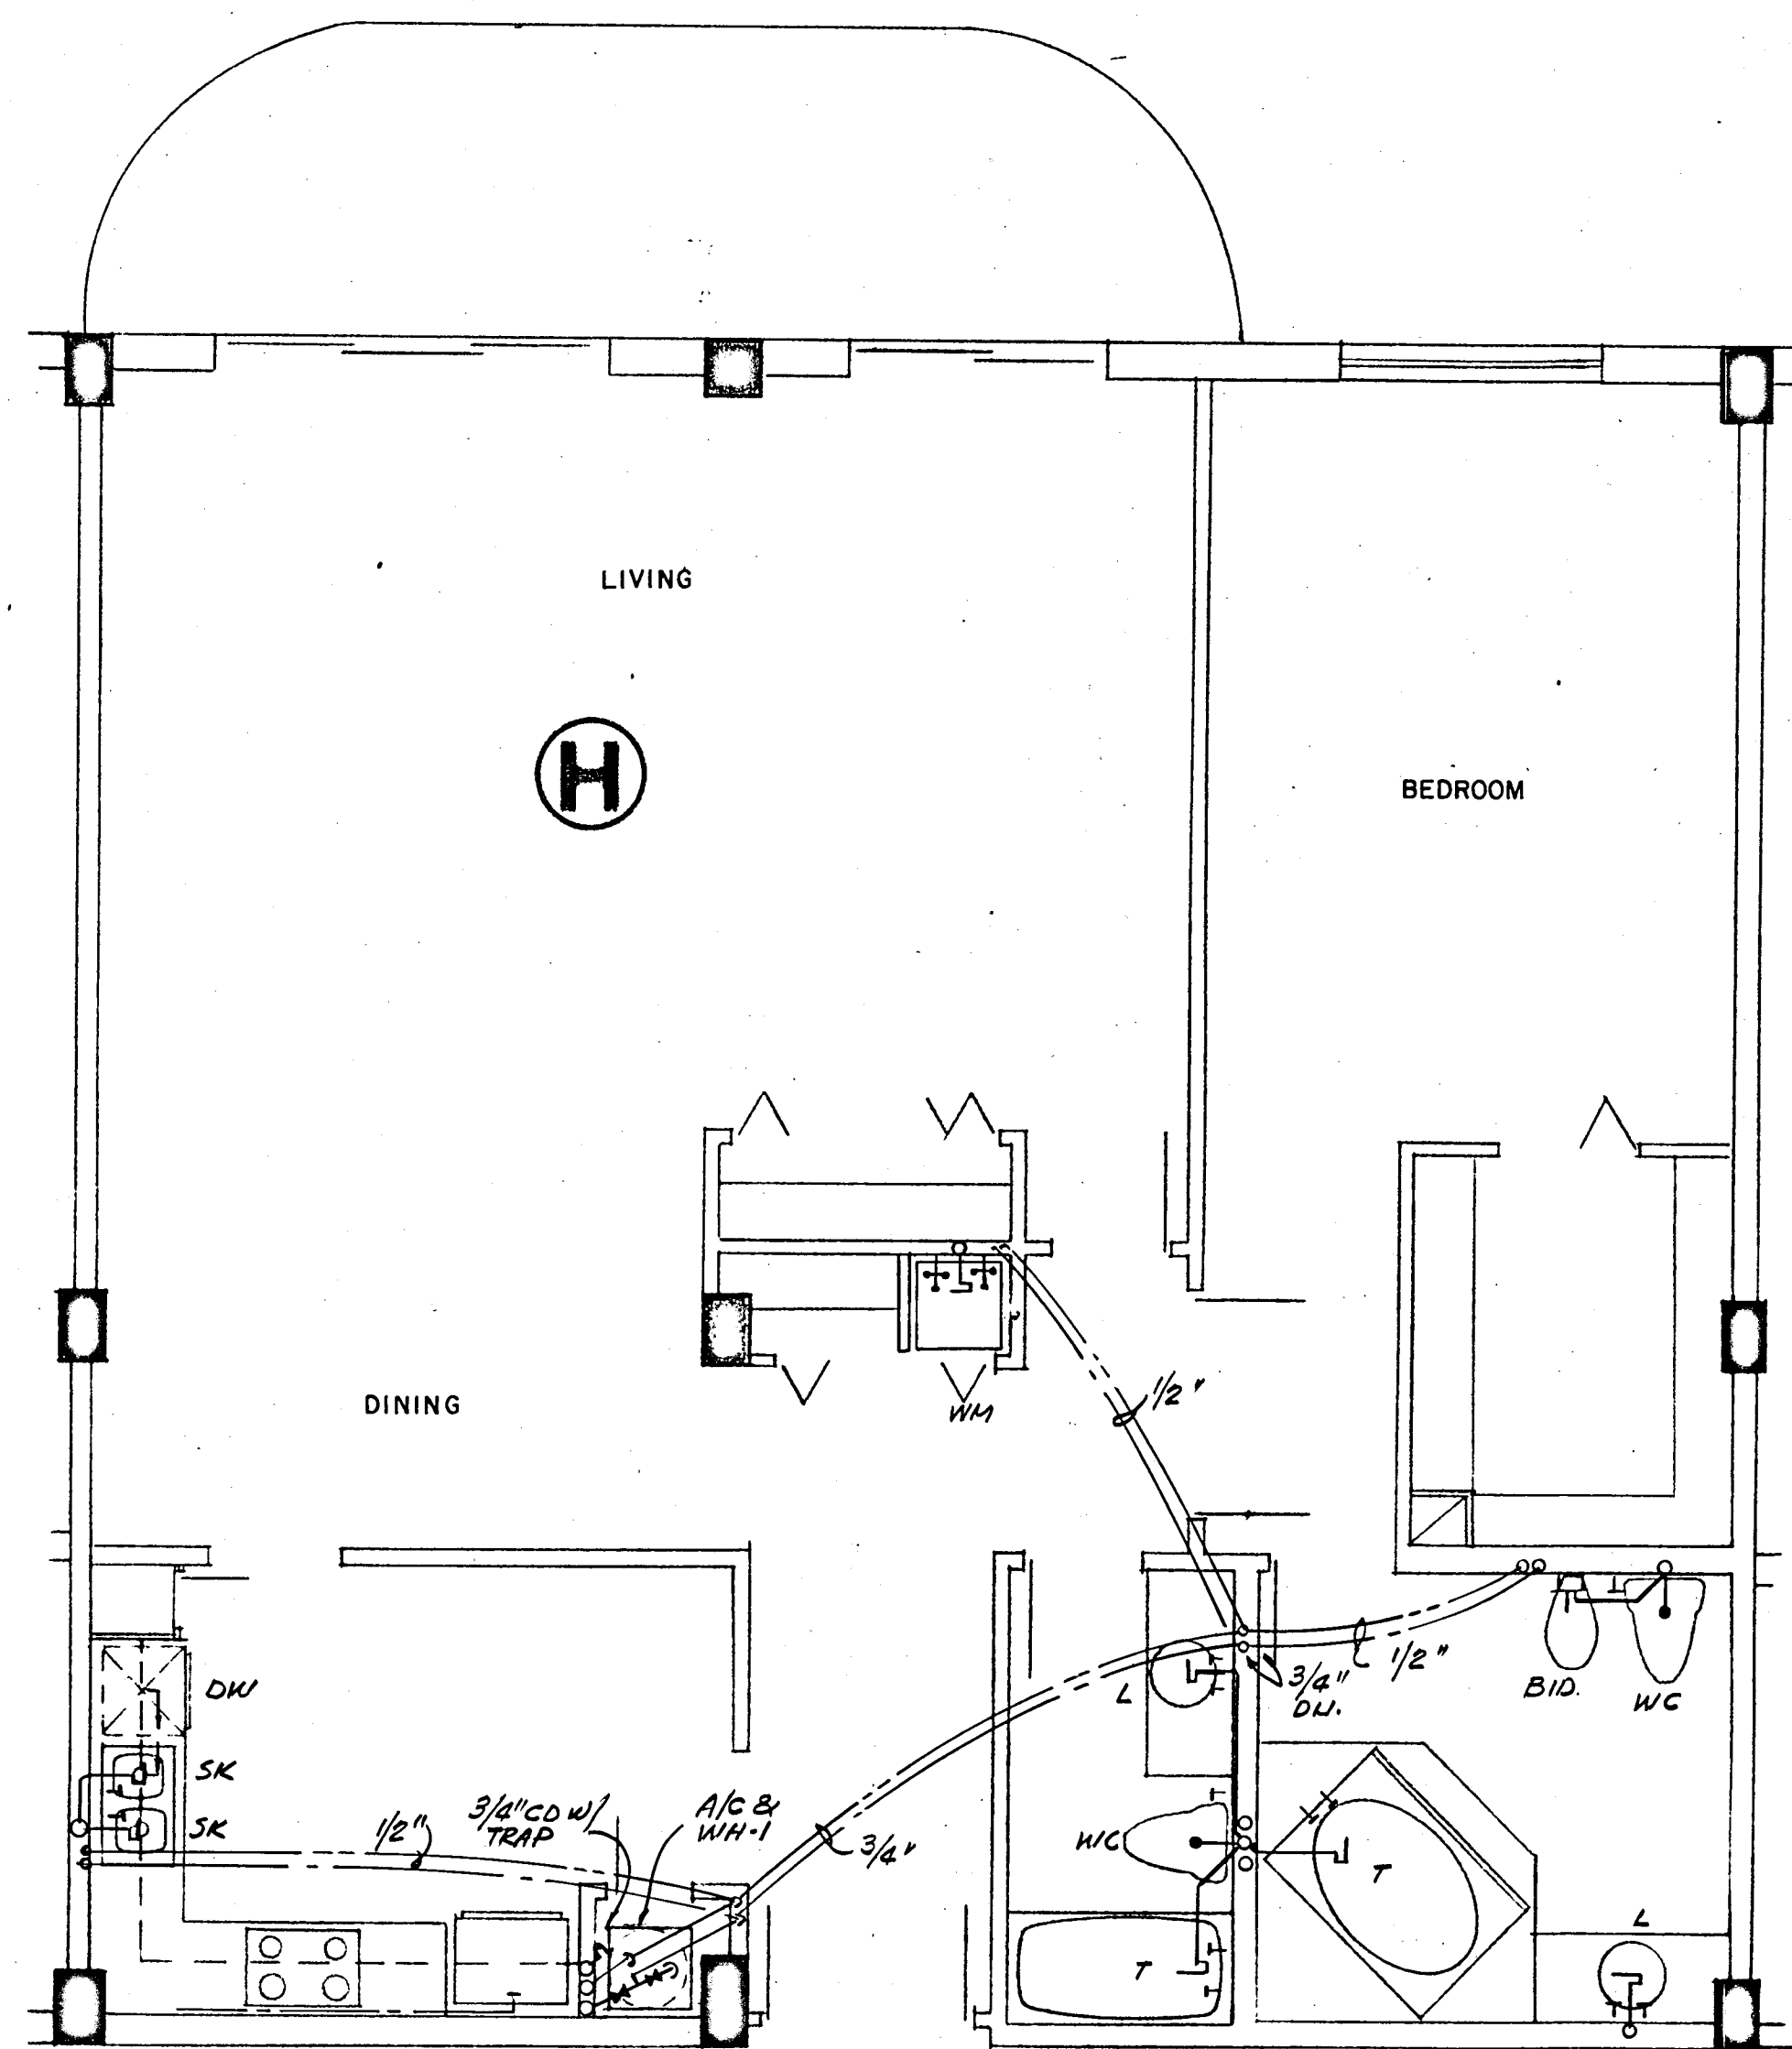 LIVING
H
BEDROOM
DINING
WM
1/2"
3/4"
DN.
1/2"
BID.
WC
L
DW
SK
SK
1/2"
3/4" CD W/
TRAP
A/C &
WH-1
3/4"
WC
T
T
L